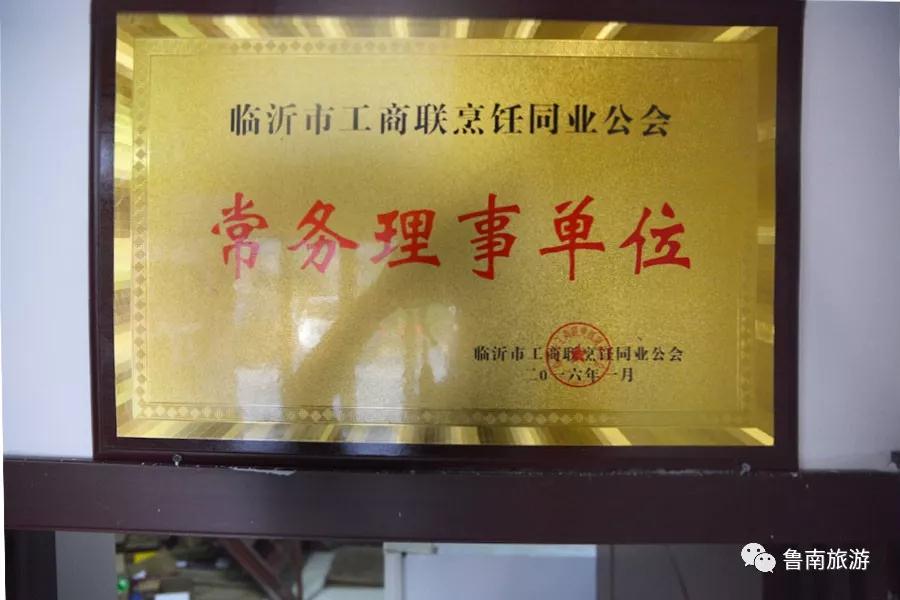 临沂市工商联烹饪同业公会
常务理事单位
临沂市工商联烹饪同业公会
二0一六年一月
鲁南旅游